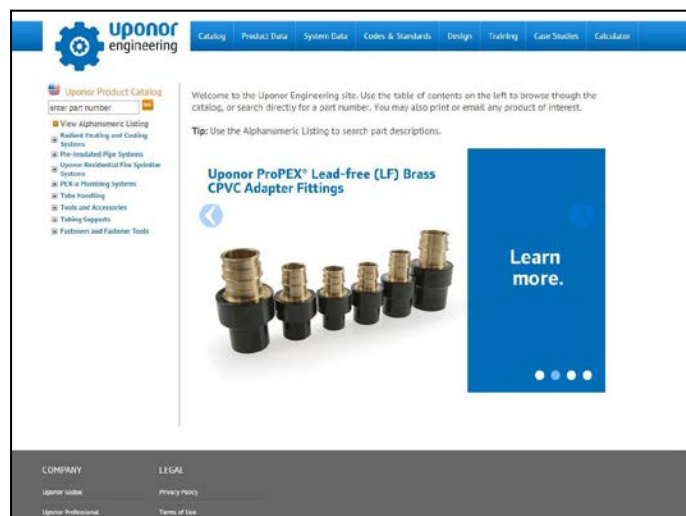 uponor
engineering
Catalog Product Data System Data Codes & Standards Design Training Case Studies Calculator
Uponor Product Catalog
enter part number
View Alphanumeric Listing
Radiant Heating and Cooling
Systems
Pre-insulated Pipe Systems
Uponor Residential Fire Sprinkler
Systems
PEX-a Plumbing Systems
Tube Handling
Tools and Accessories
Tubing Supports
Fasteners and Fastener Tools
Welcome to the Uponor Engineering site. Use the table of contents on the left to browse though the
catalog, or search directly for a part number. You may also print or email any product of interest.
Tip: Use the Alphanumeric Listing to search part descriptions.
Uponor ProPEX® Lead-free (LF) Brass
CPVC Adapter Fittings
Learn
more.
COMPANY
Uponor Global
Uponor Professional
LEGAL
Privacy Policy
Terms of Use